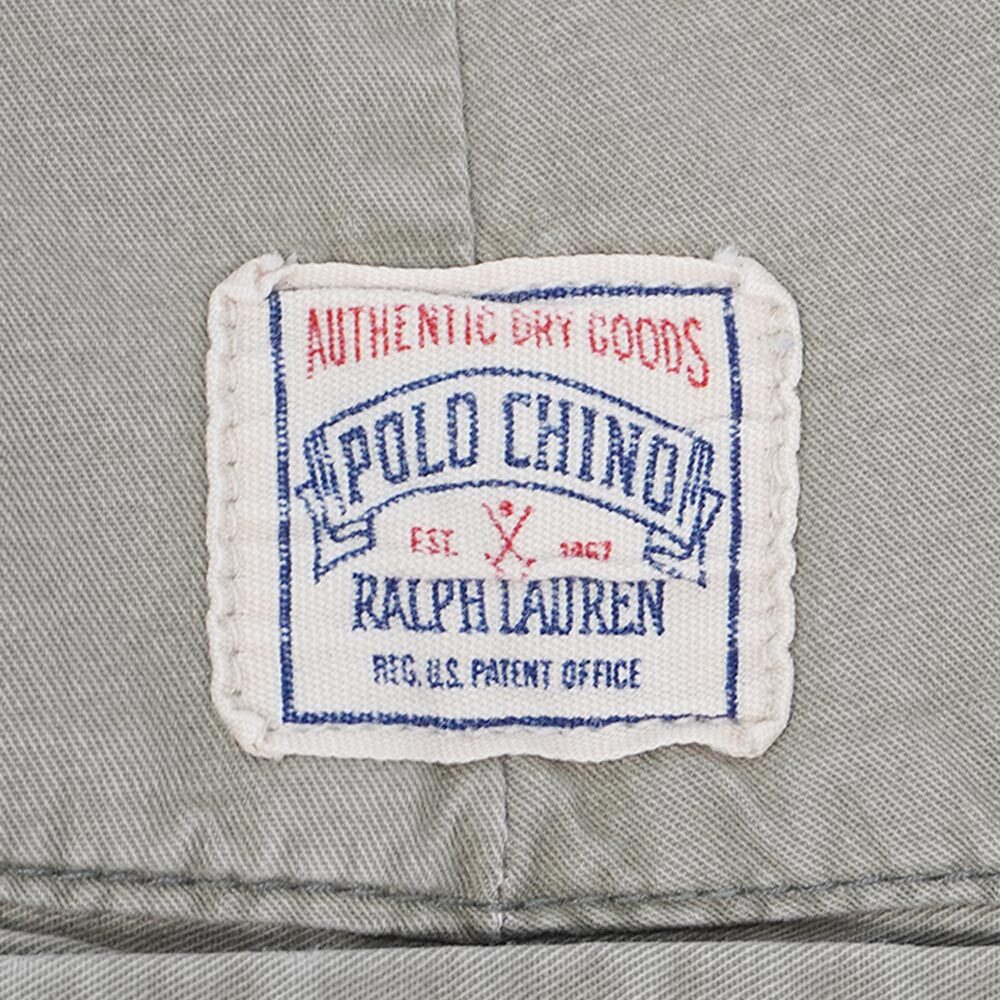 AUTHENTIC DRY GOODS
POLO CHINO
EST. 1967
RALPH LAUREN
REG. U.S. PATENT OFFICE